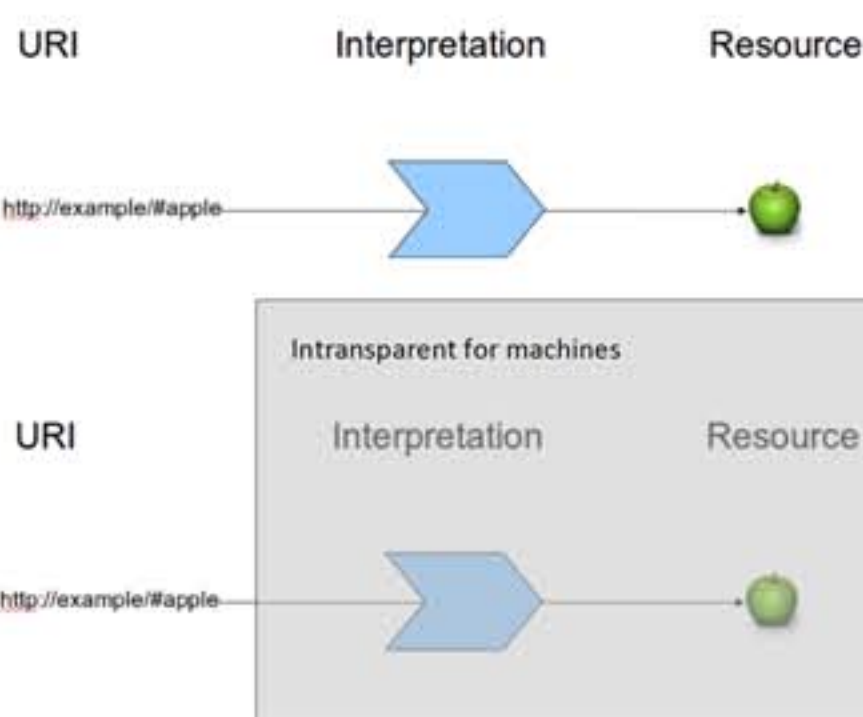 URI Interpretation Resource
http://example/#apple
Intransparent for machines
URI Interpretation Resource
http://example/#apple